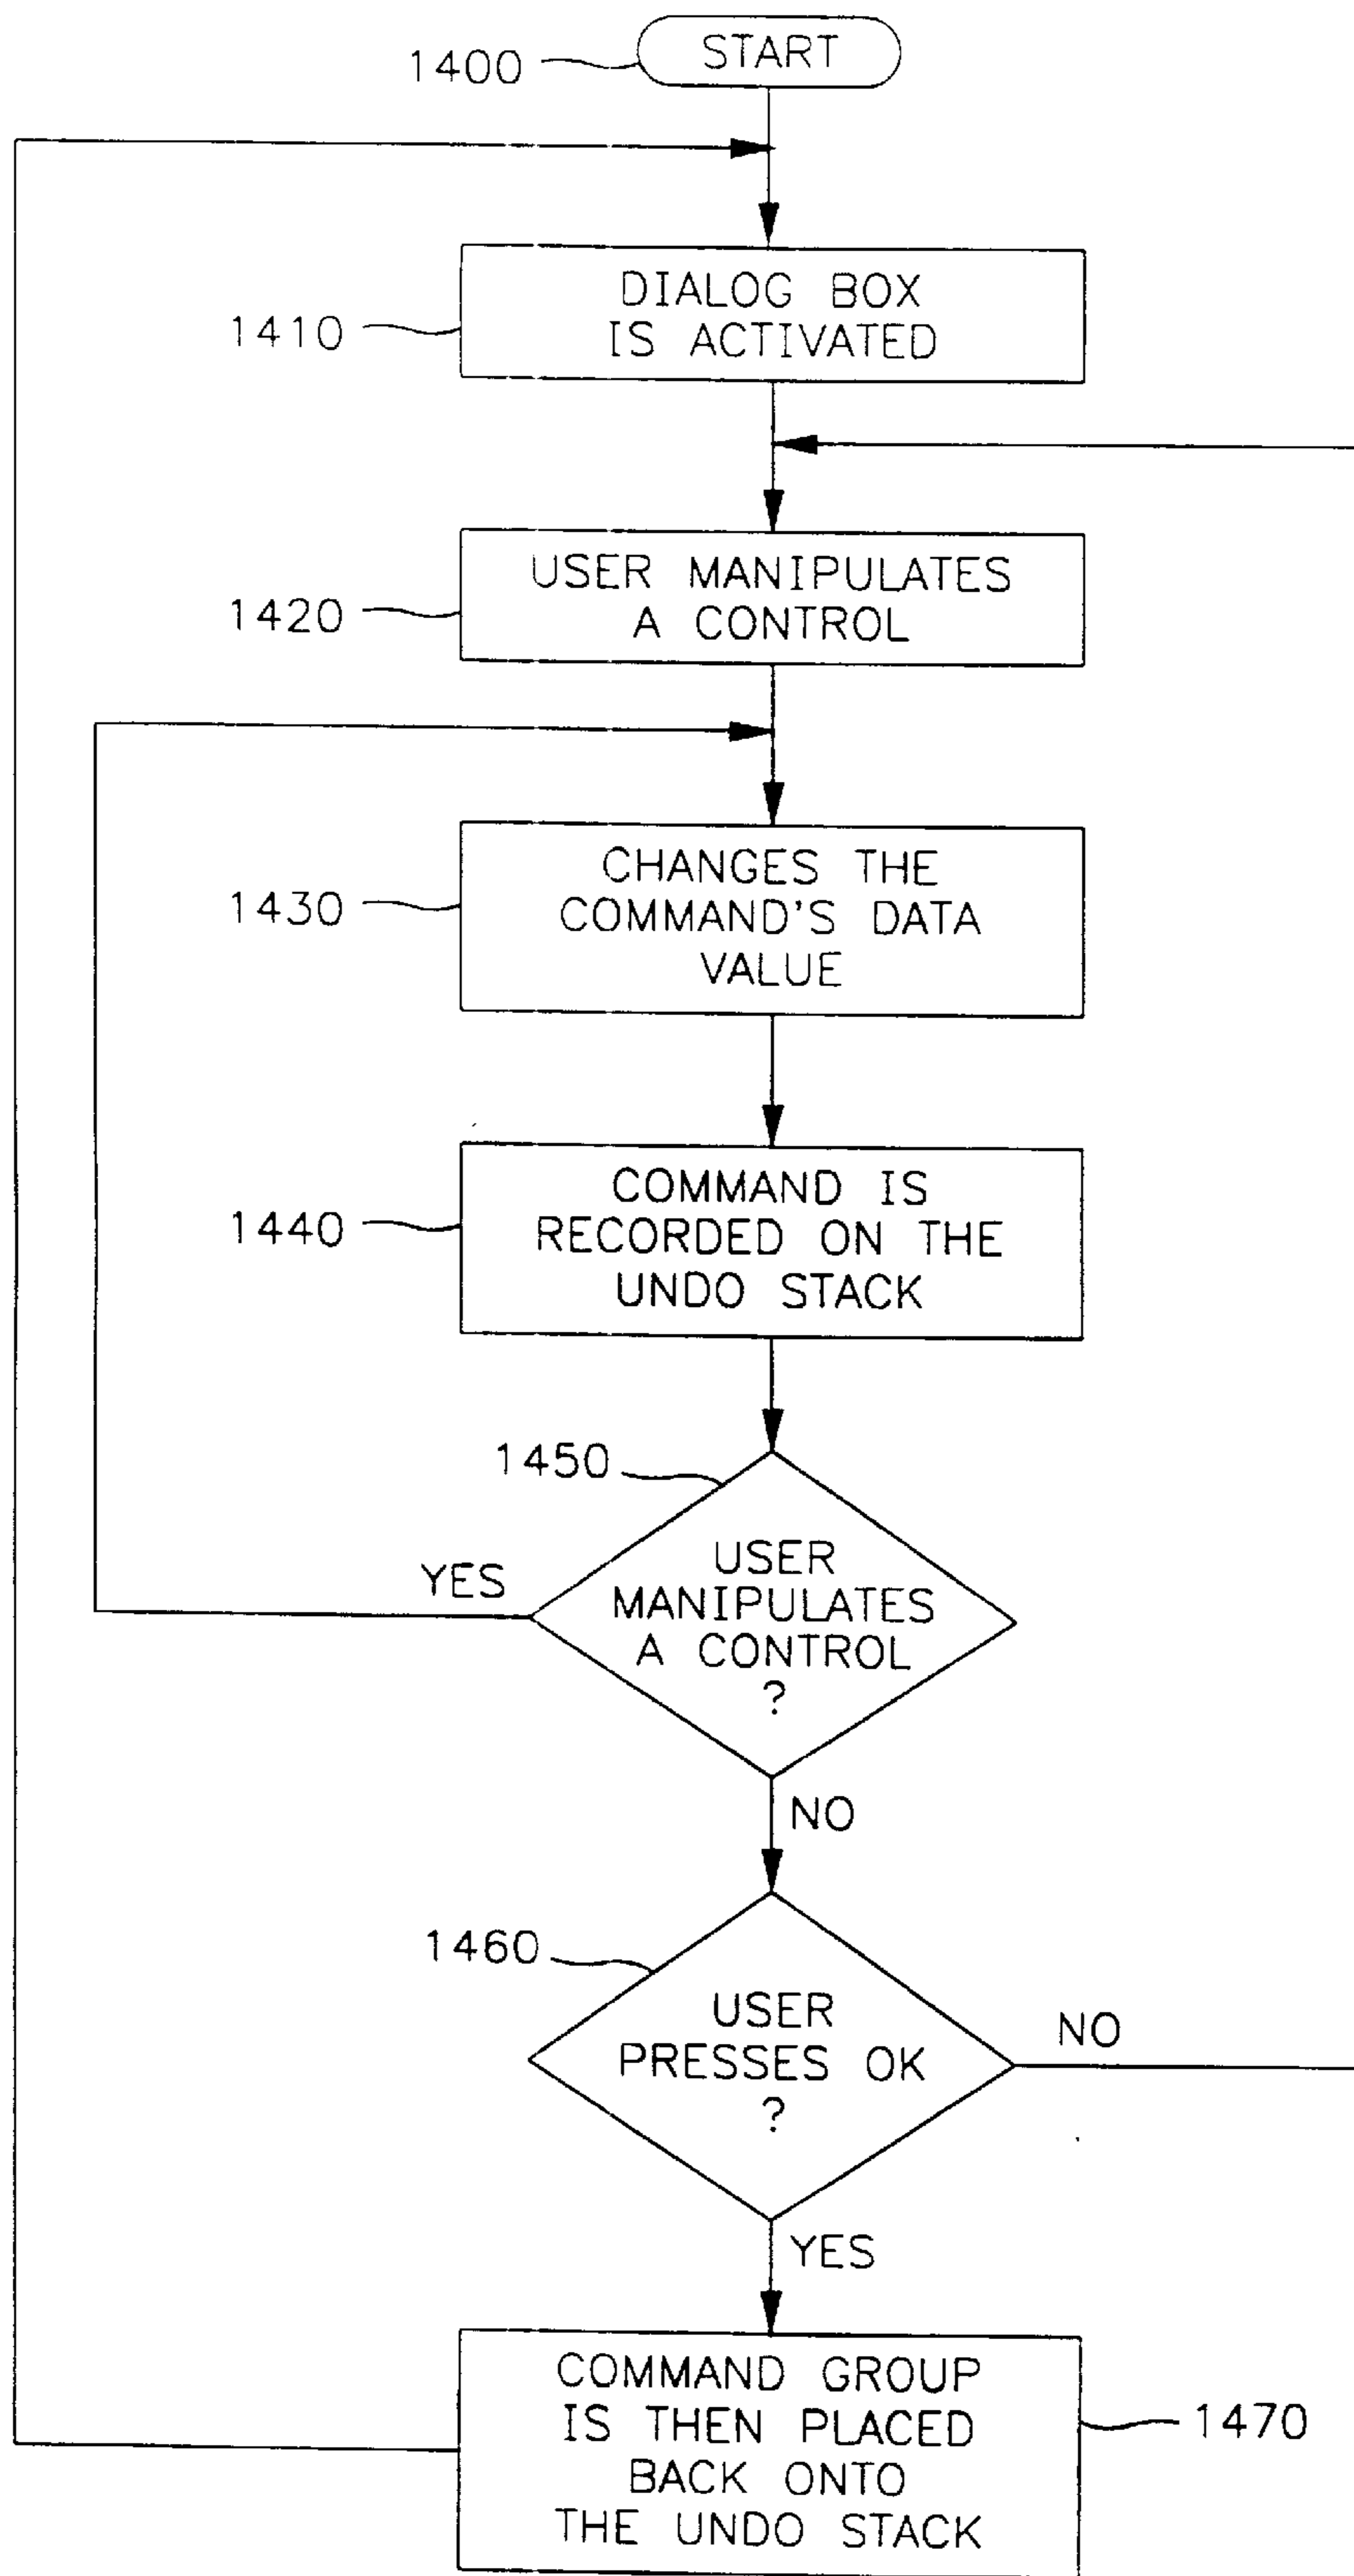 START
1400
DIALOG BOX
IS ACTIVATED
1410
USER MANIPULATES
A CONTROL
1420
CHANGES THE
COMMAND'S DATA
VALUE
1430
COMMAND IS
RECORDED ON THE
UNDO STACK
1440
1450
USER
MANIPULATES
A CONTROL
?
YES
NO
1460
USER
PRESSES OK
?
NO
YES
COMMAND GROUP
IS THEN PLACED
BACK ONTO
THE UNDO STACK
1470